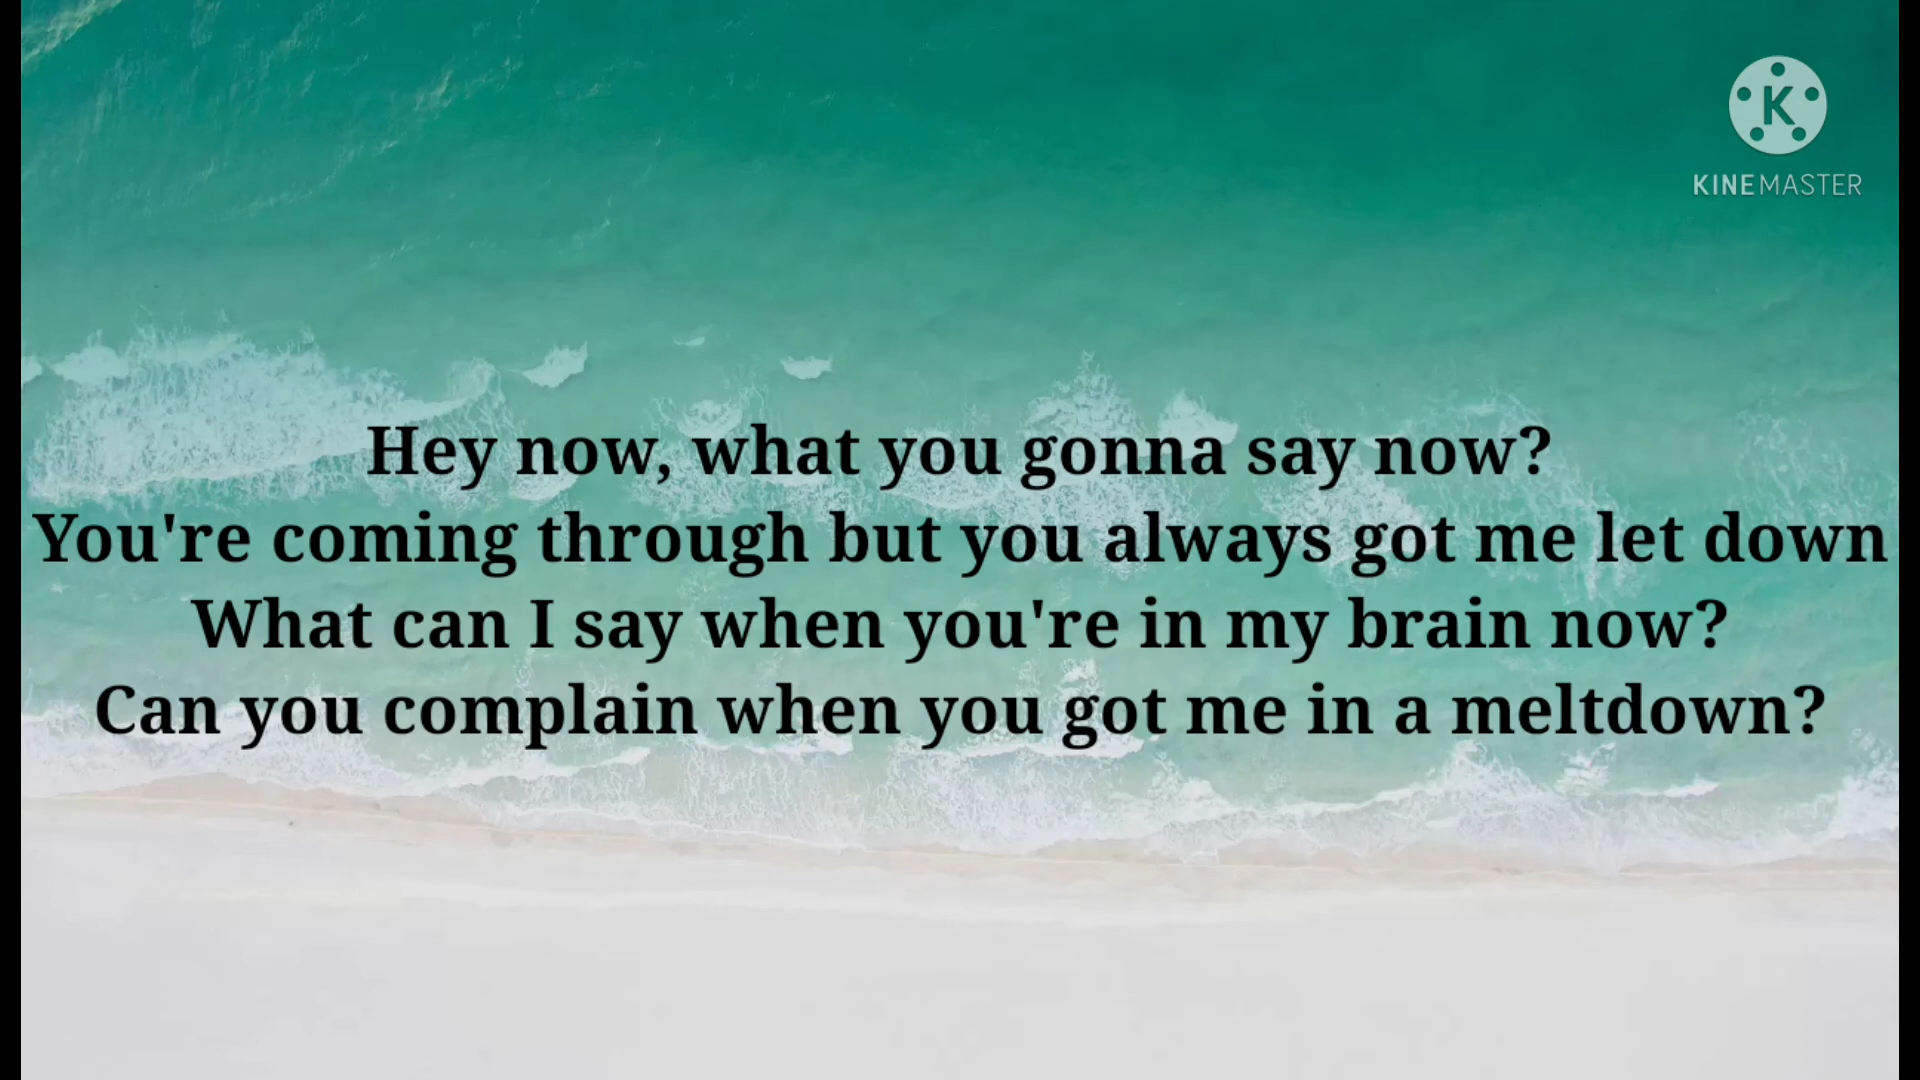 K
KINEMASTER
Hey now, what you gonna say now?
You're coming through but you always got me let down
What can I say when you're in my brain now?
Can you complain when you got me in a meltdown?